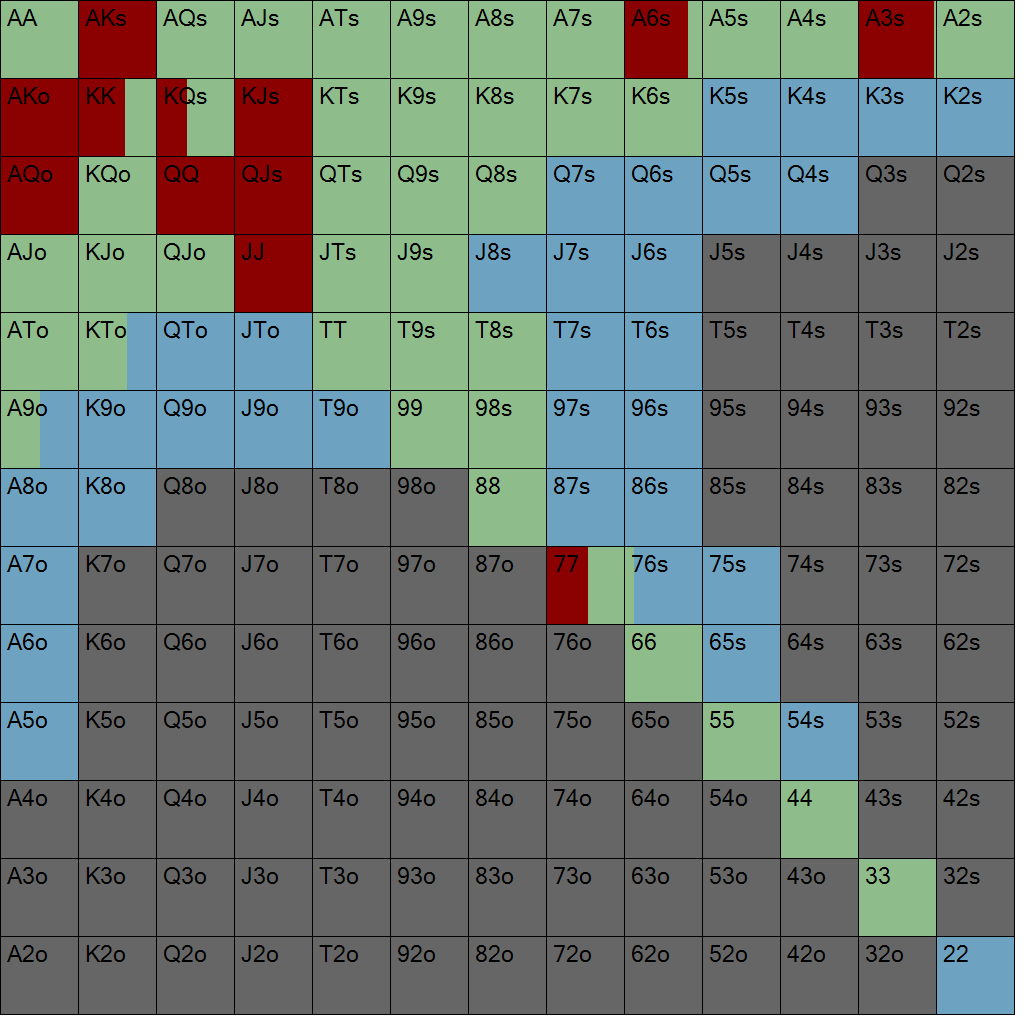 AA AKs AQs AJs ATs A9s A8s A7s A6s A5s A4s A3s A2s
AKo KK KQs KJs KTs K9s K8s K7s K6s K5s K4s K3s K2s
AQo KQo QQ QJs QTs Q9s Q8s Q7s Q6s Q5s Q4s Q3s Q2s
AJo KJo QJo JJ JTs J9s J8s J7s J6s J5s J4s J3s J2s
ATo KTo QTo JTo TT T9s T8s T7s T6s T5s T4s T3s T2s
A9o K9o Q9o J9o T9o 99 98s 97s 96s 95s 94s 93s 92s
A8o K8o Q8o J8o T8o 98o 88 87s 86s 85s 84s 83s 82s
A7o K7o Q7o J7o T7o 97o 87o 77 76s 75s 74s 73s 72s
A6o K6o Q6o J6o T6o 96o 86o 76o 66 65s 64s 63s 62s
A5o K5o Q5o J5o T5o 95o 85o 75o 65o 55 54s 53s 52s
A4o K4o Q4o J4o T4o 94o 84o 74o 64o 54o 44 43s 42s
A3o K3o Q3o J3o T3o 93o 83o 73o 63o 53o 43o 33 32s
A2o K2o Q2o J2o T2o 92o 82o 72o 62o 52o 42o 32o 22